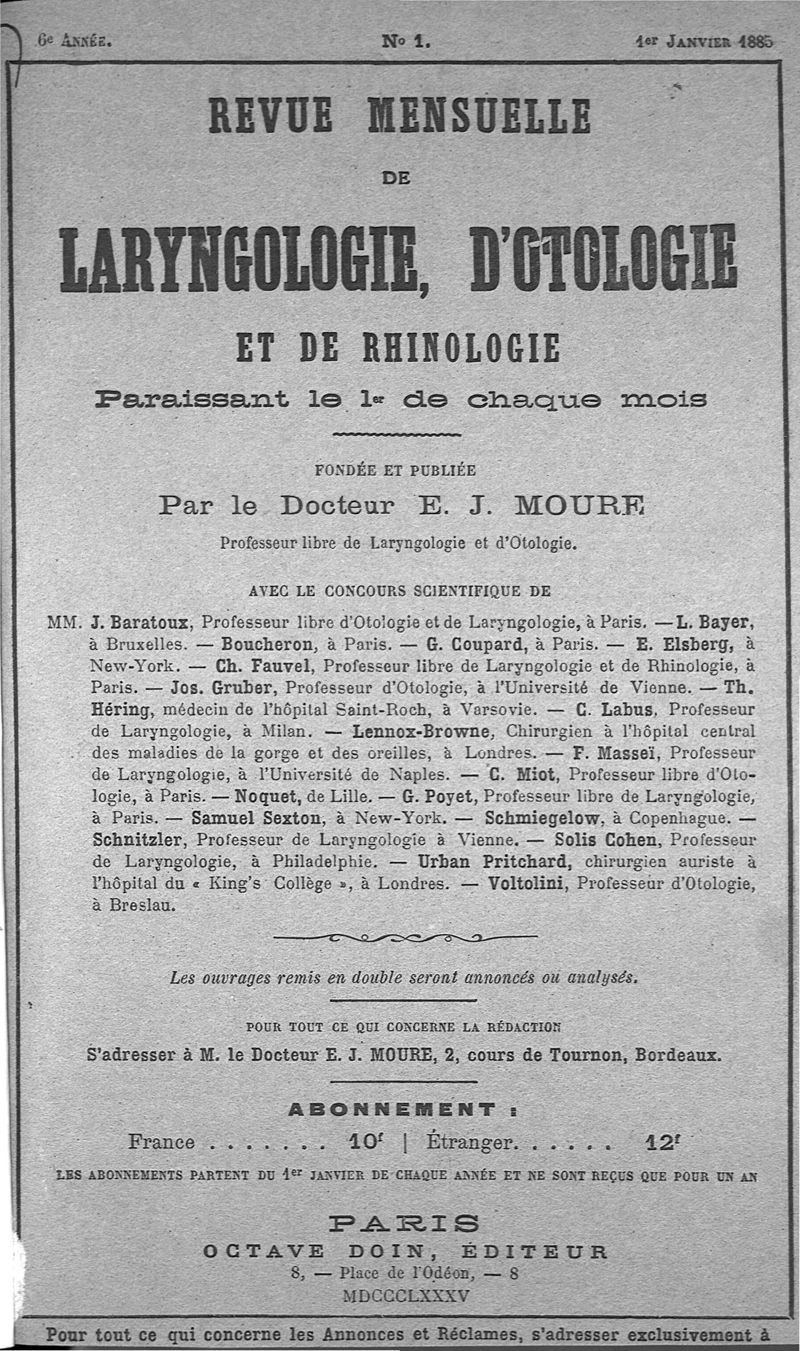 6e ANNÉE. No 1. 1er JANVIER 1885
REVUE MENSUELLE
DE
LARYNGOLOGIE, D'OTOLOGIE
ET DE RHINOLOGIE
Paraissant le 1er de chaque mois
FONDÉE ET PUBLIÉE
Par le Docteur E. J. MOURE
Professeur libre de Laryngologie et d'Otologie.
AVEC LE CONCOURS SCIENTIFIQUE DE
MM. J. Baratoux, Professeur libre d'Otologie et de Laryngologie, à Paris. — L. Bayer,
à Bruxelles. — Boucheron, à Paris. — G. Coupard, à Paris. — E. Elsberg, à
New-York. — Ch. Fauvel, Professeur libre de Laryngologie et de Rhinologie, à
Paris. — Jos. Gruber, Professeur d'Otologie, à l'Université de Vienne. — Th.
Héring, médecin de l'hôpital Saint-Roch, à Varsovie. — C. Labus, Professeur
de Laryngologie, à Milan. — Lennox-Browne, Chirurgien à l'hôpital central
des maladies de la gorge et des oreilles, à Londres. — F. Masseï, Professeur
de Laryngologie, à l'Université de Naples. — C. Miot, Professeur libre d'Oto-
logie, à Paris. — Noquet, de Lille. — G. Poyet, Professeur libre de Laryngologie,
à Paris. — Samuel Sexton, à New-York. — Schmiegelow, à Copenhague. —
Schnitzler, Professeur de Laryngologie à Vienne. — Solis Cohen, Professeur
de Laryngologie, à Philadelphie. — Urban Pritchard, chirurgien auriste à
l'hôpital du « King's Collège », à Londres. — Voltolini, Professeur d'Otologie,
à Breslau.
Les ouvrages remis en double seront annoncés ou analysés.
POUR TOUT CE QUI CONCERNE LA RÉDACTION
S'adresser à M. le Docteur E. J. MOURE, 2, cours de Tournon, Bordeaux.
ABONNEMENT :
France . . . . . . . 10f | Étranger. . . . . . 12f
LES ABONNEMENTS PARTENT DU 1er JANVIER DE CHAQUE ANNÉE ET NE SONT REÇUS QUE POUR UN AN
PARIS
OCTAVE DOIN, ÉDITEUR
8, — Place de l'Odéon, — 8
MDCCCLXXXV
Pour tout ce qui concerne les Annonces et Réclames, s'adresser exclusivement à